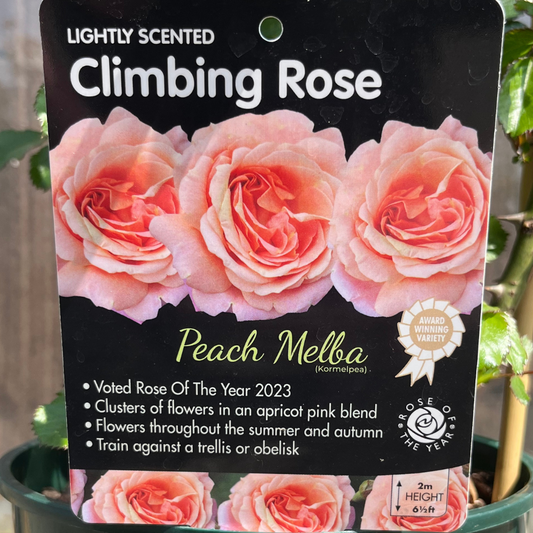 LIGHTLY SCENTED
Climbing Rose
AWARD
WINNING
VARIETY
Peach Melba
(Kormelpea)
• Voted Rose Of The Year 2023
• Clusters of flowers in an apricot pink blend
• Flowers throughout the summer and autumn
• Train against a trellis or obelisk
• ROSE OF •
THE YEAR
2m
HEIGHT
6½ft